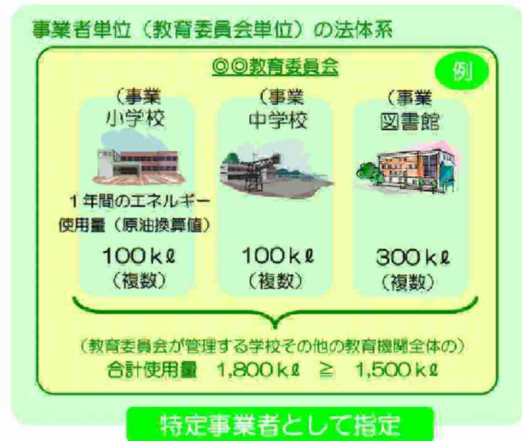 事業者単位（教育委員会単位）の法体系
◎◎教育委員会
例
（事業
小学校
（事業
中学校
（事業
図書館
1年間のエネルギー
使用量（原油換算値）
100kℓ
（複数）
100kℓ
（複数）
300kℓ
（複数）
（教育委員会が管理する学校その他の教育機関全体の）
合計使用量 1,800kℓ ≧ 1,500kℓ
特定事業者として指定